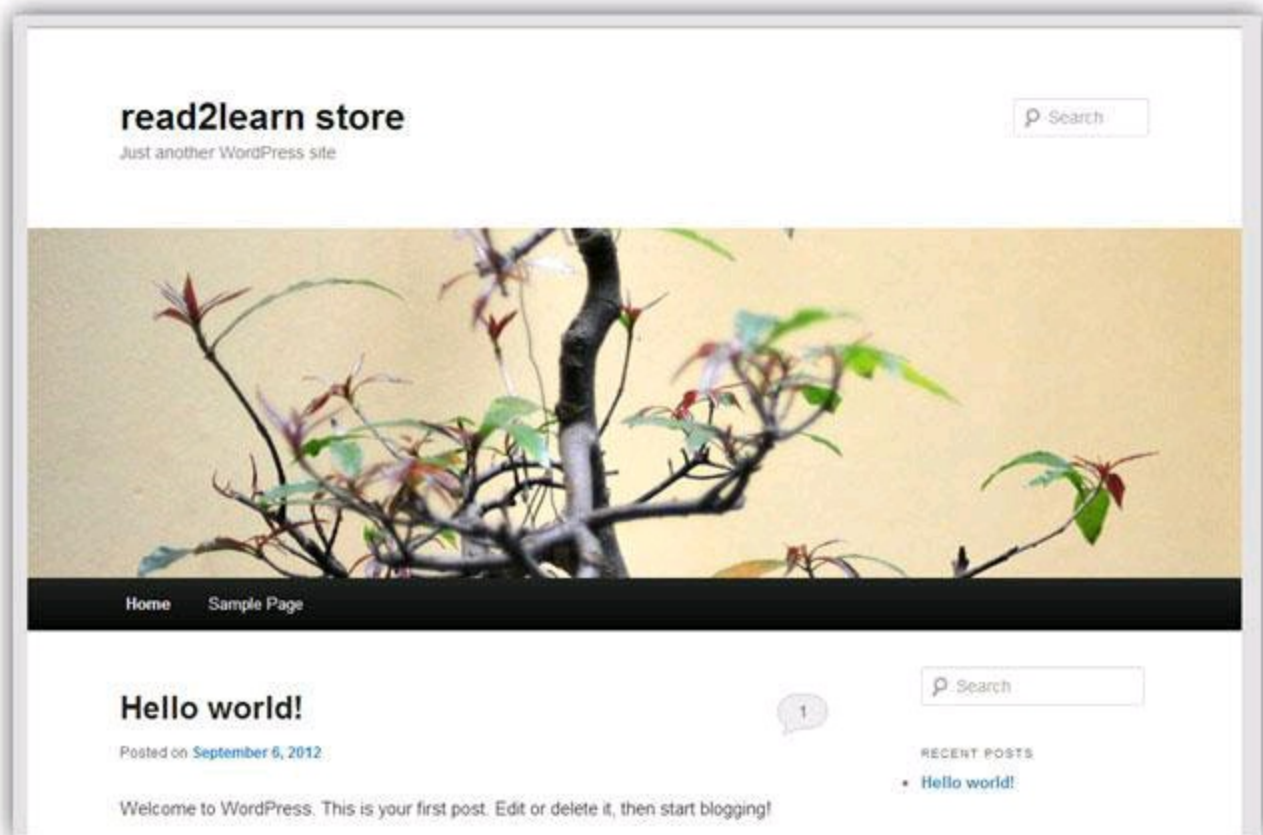 read2learn store
Just another WordPress site
Search
Home
Sample Page
Hello world!
1
Posted on September 6, 2012
Welcome to WordPress. This is your first post. Edit or delete it, then start blogging!
Search
RECENT POSTS
Hello world!